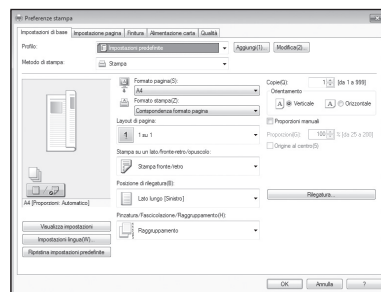 Preferenze stampa
Impostazioni di base Impostazione pagina Finitura Alimentazione carta Qualità
Profilo: Impostazioni predefinite Aggiungi(1)... Modifica(2)...
Metodo di stampa: Stampa
Formato pagina(S):
A4
Formato stampa(Z):
Corrispondenza formato pagina
Layout di pagina:
1 1 su 1
Stampa su un lato/fronte-retro/opuscolo:
Stampa fronte/retro
Posizione di rilegatura(B):
Lato lungo [Sinistro]
Pinzatura/Fascicolazione/Raggruppamento(H):
Raggruppamento
Copie(Q): 1 [da 1 a 999]
Orientamento
A Verticale A Orizzontale
Proporzioni manuali
Proporzioni(G): 100 % [da 25 a 200]
Origine al centro(5)
Rilegatura...
A4 [Proporzioni: Automatico]
Visualizza impostazioni
Impostazioni lingua(W)...
Ripristina impostazioni predefinite
OK Annulla ?